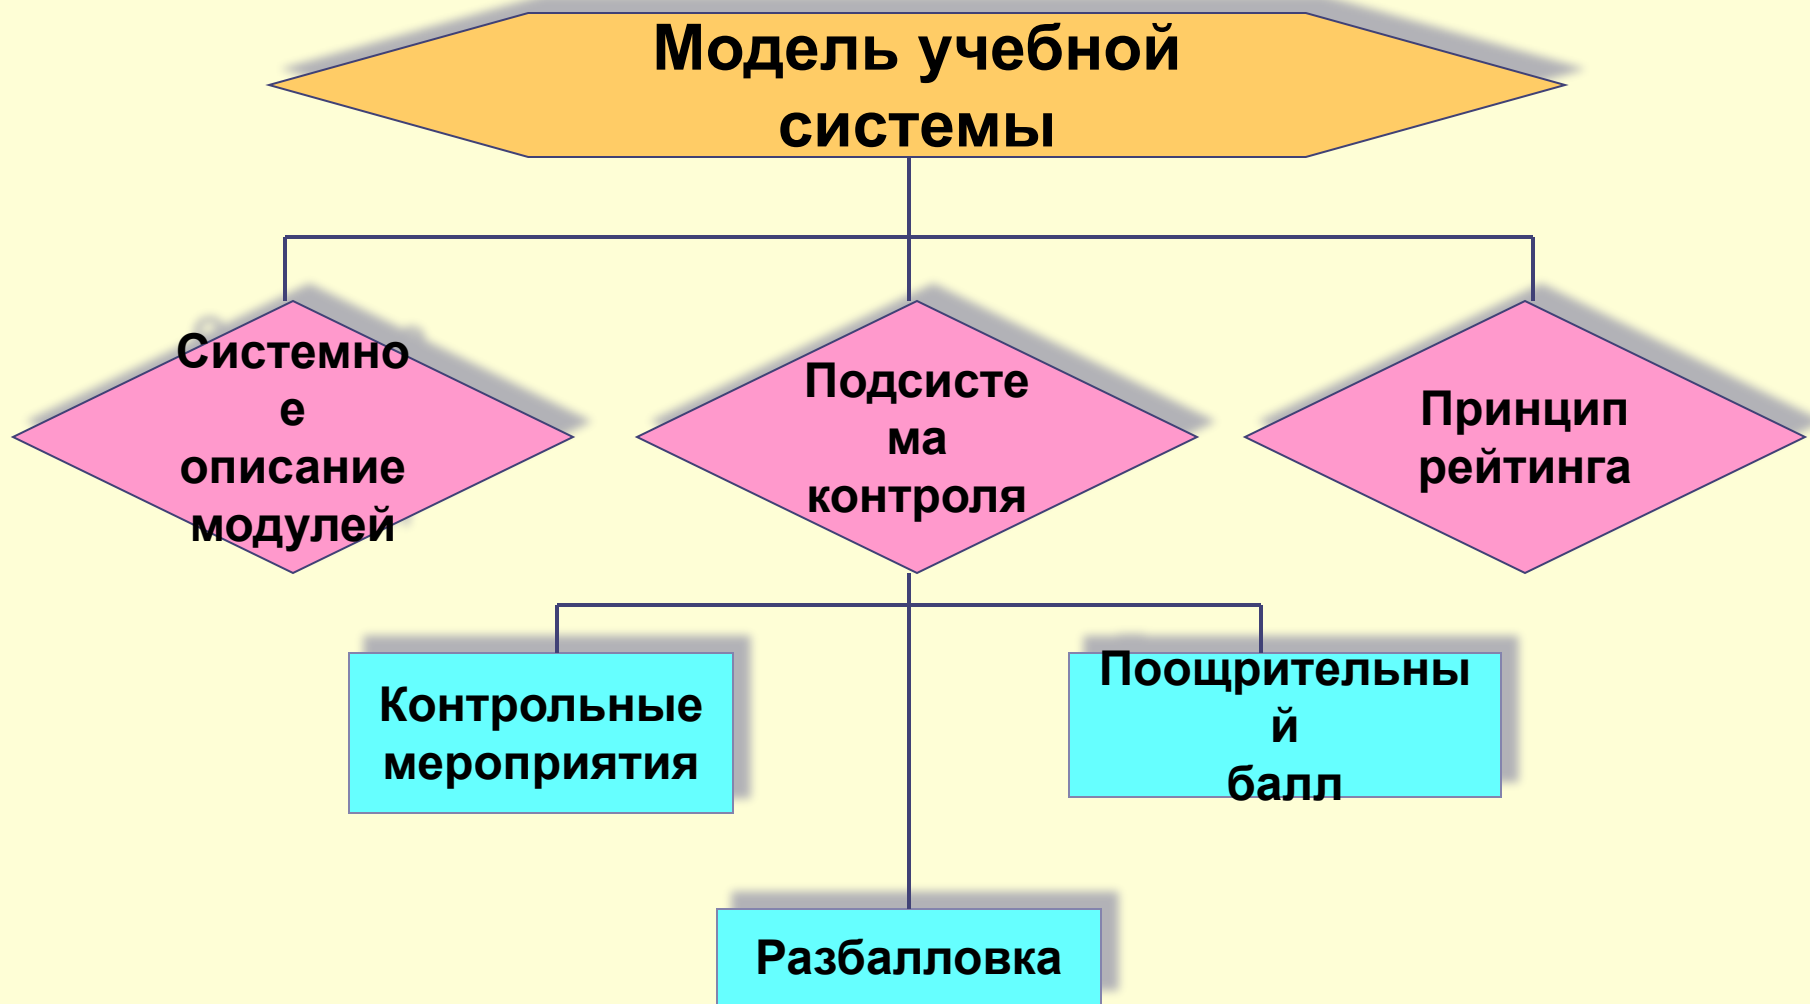 Модель учебной
системы
Системно
е
описание
модулей
Подсисте
ма
контроля
Принцип
рейтинга
Контрольные
мероприятия
Поощрительны
й
балл
Разбалловка